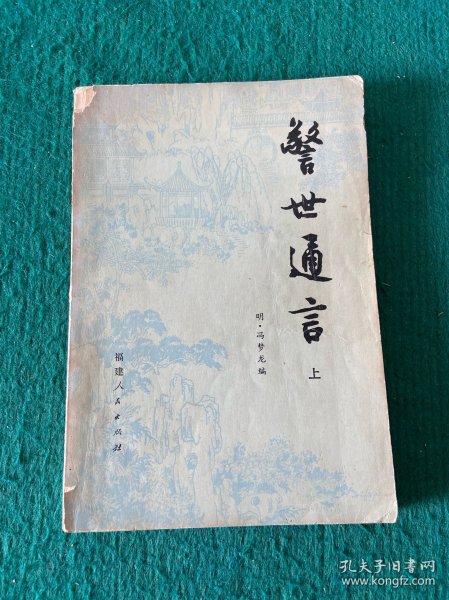 警世通言
上
明·冯梦龙编
福建人民出版社
孔夫子旧书网
www.kongfz.com